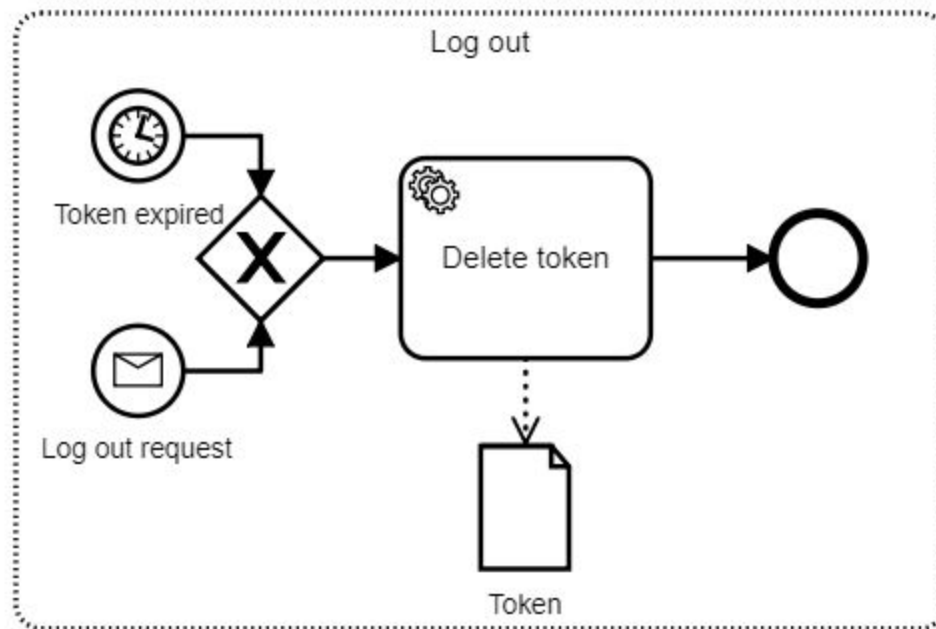 Log out
Token expired
Delete token
Log out request
Token